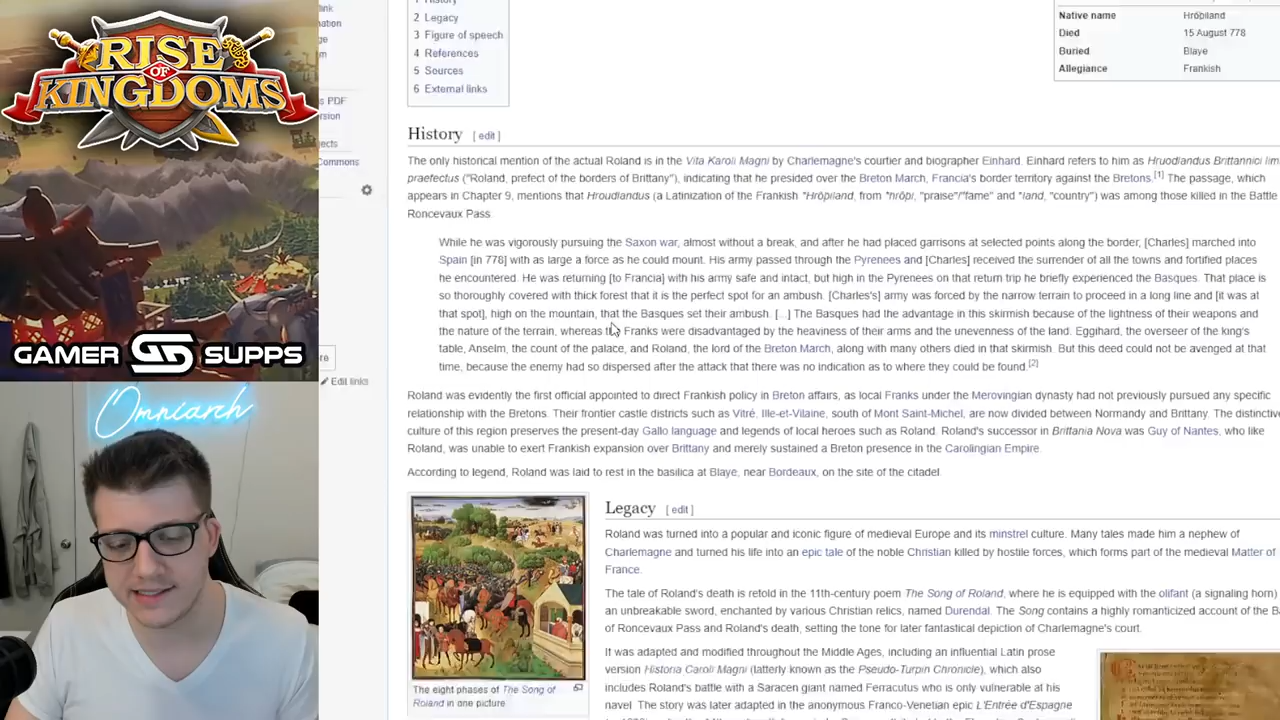 RISE
OF
KINGDOMS
GAMER GS SUPPS
Omniarch
PDF
Commons
Edit links
2 Legacy
3 Figure of speech
4 References
5 Sources
6 External links
Native name Hrōþiland
Died 15 August 778
Buried Blaye
Allegiance Frankish
History [ edit ]
The only historical mention of the actual Roland is in the Vita Karoli Magni by Charlemagne's courtier and biographer Einhard. Einhard refers to him as Hruodlandus Brittannici
praefectus ("Roland, prefect of the borders of Brittany"), indicating that he presided over the Breton March, Francia's border territory against the Bretons.[1] The passage, which
appears in Chapter 9, mentions that Hroudlandus (a Latinization of the Frankish *Hrōþiland, from *hrōþi, "praise"/"fame" and *land, "country") was among those killed in the Battle
Roncevaux Pass
While he was vigorously pursuing the Saxon war, almost without a break, and after he had placed garrisons at selected points along the border, [Charles] marched into
Spain [in 778] with as large a force as he could mount. His army passed through the Pyrenees and [Charles] received the surrender of all the towns and fortified places
he encountered. He was returning [to Francia] with his army safe and intact, but high in the Pyrenees on that return trip he briefly experienced the Basques. That place is
so thoroughly covered with thick forest that it is the perfect spot for an ambush. [Charles's] army was forced by the narrow terrain to proceed in a long line and [it was at
that spot], high on the mountain, that the Basques set their ambush. [...] The Basques had the advantage in this skirmish because of the lightness of their weapons and
the nature of the terrain, whereas the Franks were disadvantaged by the heaviness of their arms and the unevenness of the land. Eggihard, the overseer of the king's
table, Anselm, the count of the palace, and Roland, the lord of the Breton March, along with many others died in that skirmish. But this deed could not be avenged at that
time, because the enemy had so dispersed after the attack that there was no indication as to where they could be found.[2]
Roland was evidently the first official appointed to direct Frankish policy in Breton affairs, as local Franks under the Merovingian dynasty had not previously pursued any specific
relationship with the Bretons. Their frontier castle districts such as Vitré, Ille-et-Vilaine, south of Mont Saint-Michel, are now divided between Normandy and Brittany. The distinctive
culture of this region preserves the present-day Gallo language and legends of local heroes such as Roland. Roland's successor in Brittania Nova was Guy of Nantes, who like
Roland, was unable to exert Frankish expansion over Brittany and merely sustained a Breton presence in the Carolingian Empire.
According to legend, Roland was laid to rest in the basilica at Blaye, near Bordeaux, on the site of the citadel.
Legacy [ edit ]
Roland was turned into a popular and iconic figure of medieval Europe and its minstrel culture. Many tales made him a nephew of
Charlemagne and turned his life into an epic tale of the noble Christian killed by hostile forces, which forms part of the medieval Matter of
France.
The tale of Roland's death is retold in the 11th-century poem The Song of Roland, where he is equipped with the olifant (a signaling horn)
an unbreakable sword, enchanted by various Christian relics, named Durendal. The Song contains a highly romanticized account of the
of Roncevaux Pass and Roland's death, setting the tone for later fantastical depiction of Charlemagne's court.
It was adapted and modified throughout the Middle Ages, including an influential Latin prose
version Historia Caroli Magni (latterly known as the Pseudo-Turpin Chronicle), which also
includes Roland's battle with a Saracen giant named Ferracutus who is only vulnerable at his
navel. The story was later adapted in the anonymous Franco-Venetian epic L'Entrée d'Espagne
The eight phases of The Song of
Roland in one picture